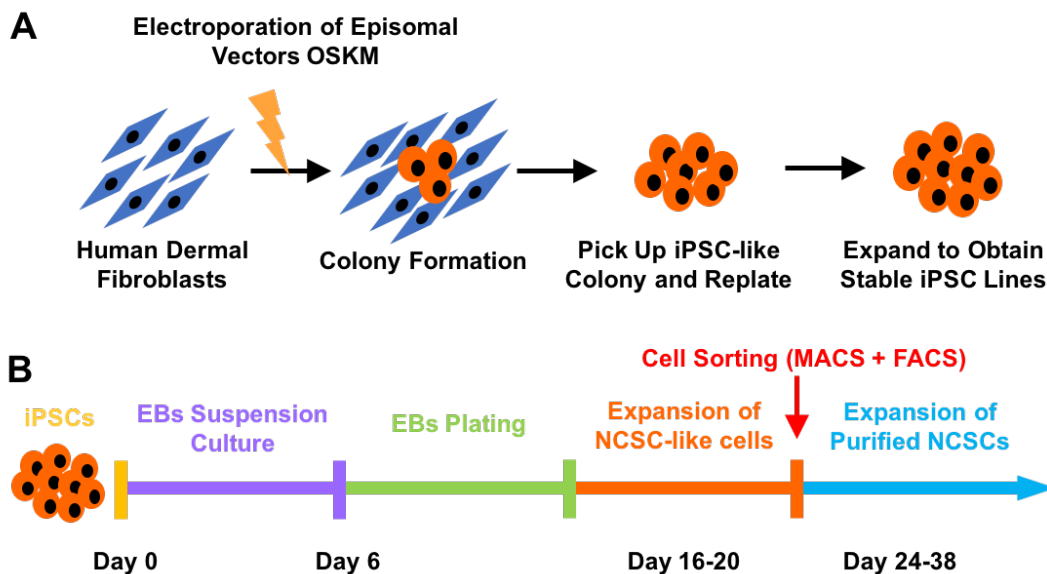 A
Electroporation of Episomal
Vectors OSKM
Human Dermal
Fibroblasts
Colony Formation
Pick Up iPSC-like
Colony and Replate
Expand to Obtain
Stable iPSC Lines
B
Cell Sorting (MACS + FACS)
iPSCs
EBs Suspension
Culture
EBs Plating
Expansion of
NCSC-like cells
Expansion of
Purified NCSCs
Day 0
Day 6
Day 16-20
Day 24-38